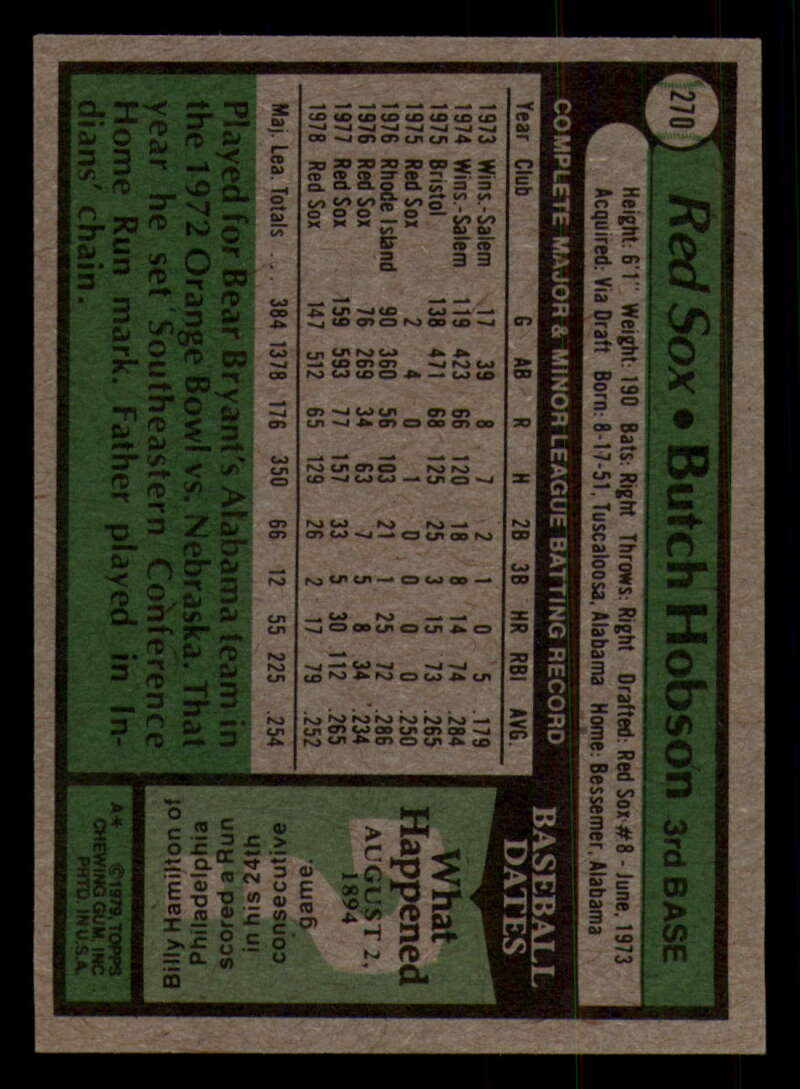 270
Red Sox • Butch Hobson 3rd BASE
Height: 6'1" Weight: 190 Bats: Right Throws: Right Drafted: Red Sox #8 - June, 1973
Acquired: Via Draft Born: 8-17-51, Tuscaloosa, Alabama Home: Bessemer, Alabama
COMPLETE MAJOR & MINOR LEAGUE BATTING RECORD
Year Club G AB R H 2B 3B HR RBI AVG.
1973 Wins.-Salem 17 39 8 7 2 1 0 5 .179
1974 Wins.-Salem 119 423 66 120 18 8 14 74 .284
1975 Bristol 138 471 68 125 25 3 15 73 .265
1975 Red Sox 2 4 0 1 0 0 0 0 .250
1976 Rhode Island 90 360 56 103 21 1 25 72 .286
1976 Red Sox 76 269 34 63 7 5 8 34 .234
1977 Red Sox 159 593 77 157 33 5 30 112 .265
1978 Red Sox 147 512 65 129 26 2 17 79 .252
Maj. Lea. Totals . . . 384 1378 176 350 66 12 55 225 .254
Played for Bear Bryant's Alabama team in
the 1972 Orange Bowl vs. Nebraska. That
year he set Southeastern Conference
Home Run mark. Father played in In-
dians' chain.
BASEBALL
DATES
What
Happened
AUGUST 2,
1894
Billy Hamilton of
Philadelphia
scored a Run
in his 24th
consecutive
game.
A* ©1979, TOPPS
CHEWING GUM, INC.
PRTD. IN U.S.A.